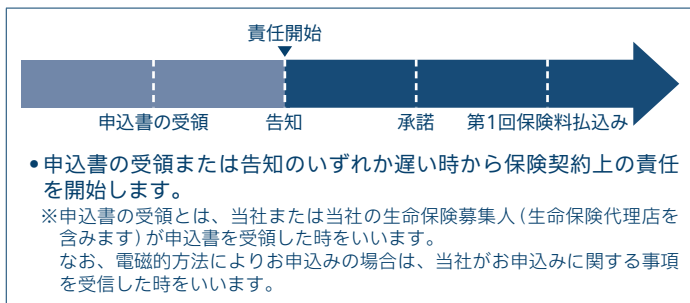 責任開始
申込書の受領 告知 承諾 第1回保険料払込み
•申込書の受領または告知のいずれか遅い時から保険契約上の責任
を開始します。
※申込書の受領とは、当社または当社の生命保険募集人(生命保険代理店を
含みます)が申込書を受領した時をいいます。
なお、電磁的方法によりお申込みの場合は、当社がお申込みに関する事項
を受信した時をいいます。